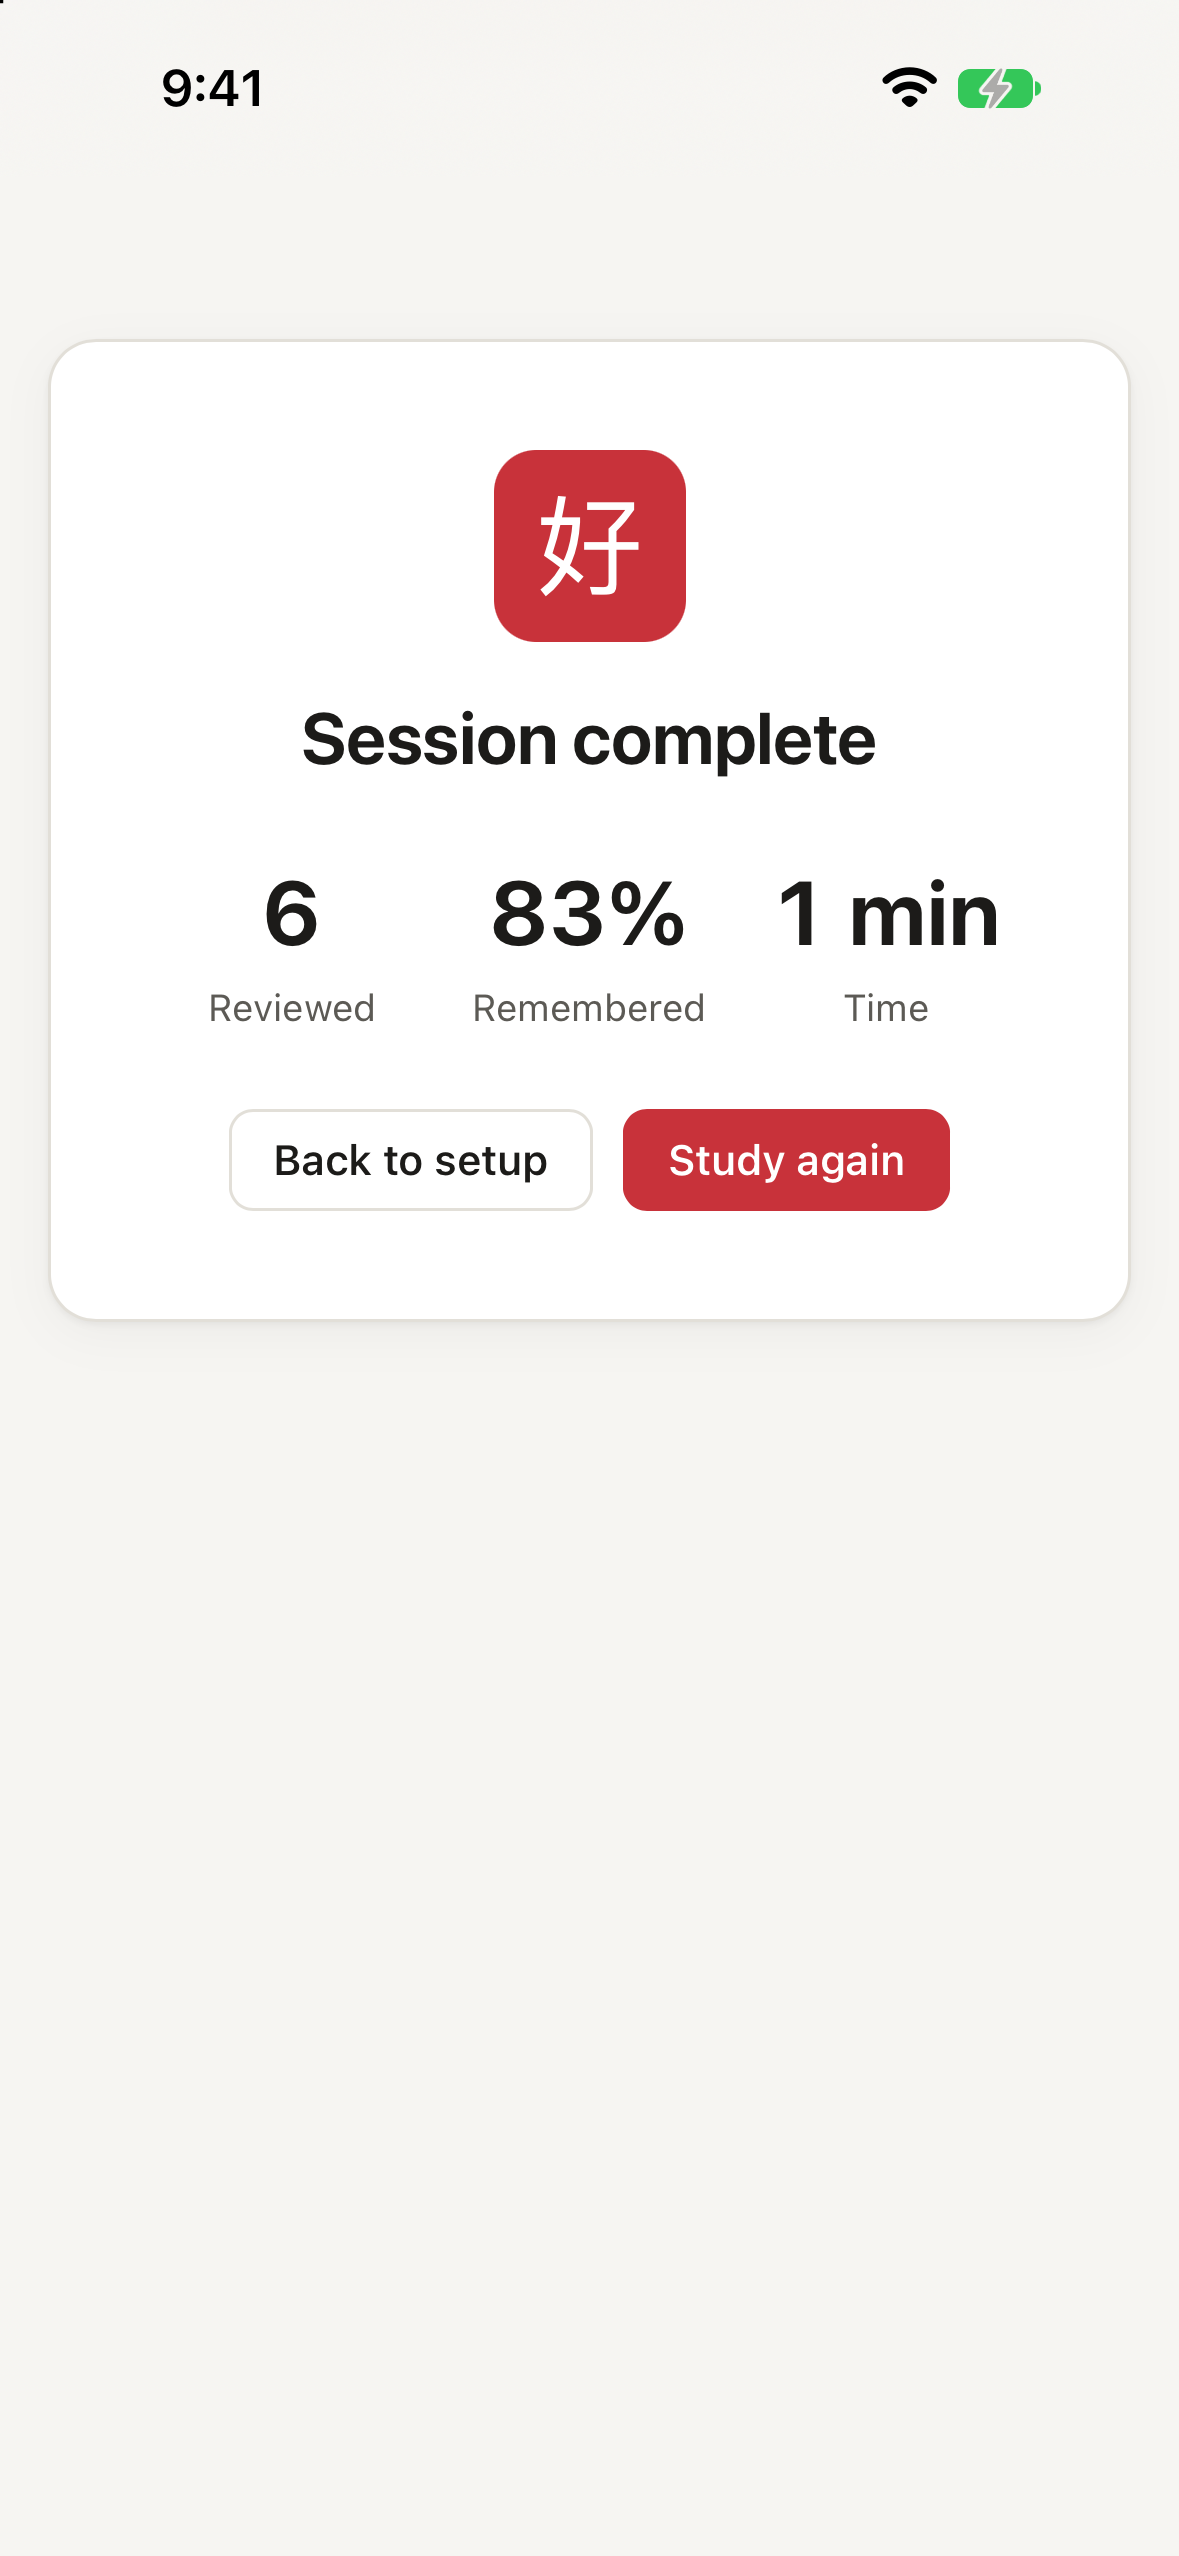 9:41
好
Session complete
6 83% 1 min
Reviewed Remembered Time
Back to setup Study again